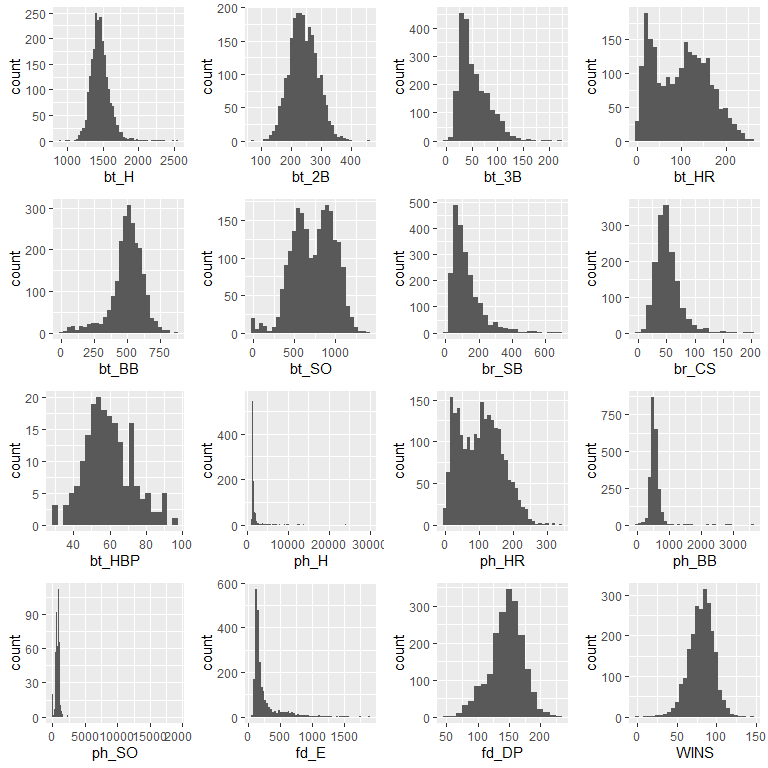 250
200
150
100
50
0
count
1000 1500 2000 2500
bt_H
200
150
100
50
0
count
100 200 300 400
bt_2B
400
300
200
100
0
count
0 50 100 150 200
bt_3B
150
100
50
0
count
0 100 200
bt_HR
300
200
100
0
count
0 250 500 750
bt_BB
150
100
50
0
count
0 500 1000
bt_SO
500
400
300
200
100
0
count
0 200 400 600
br_SB
300
200
100
0
count
0 50 100 150 200
br_CS
20
15
10
5
0
count
40 60 80 100
bt_HBP
400
200
0
count
0 10000 20000 30000
ph_H
150
100
50
0
count
0 100 200 300
ph_HR
750
500
250
0
count
0 1000 2000 3000
ph_BB
90
60
30
0
count
0 5000 10000 15000 20000
ph_SO
600
400
200
0
count
0 500 1000 1500
fd_E
300
200
100
0
count
50 100 150 200
fd_DP
300
200
100
0
count
0 50 100 150
WINS